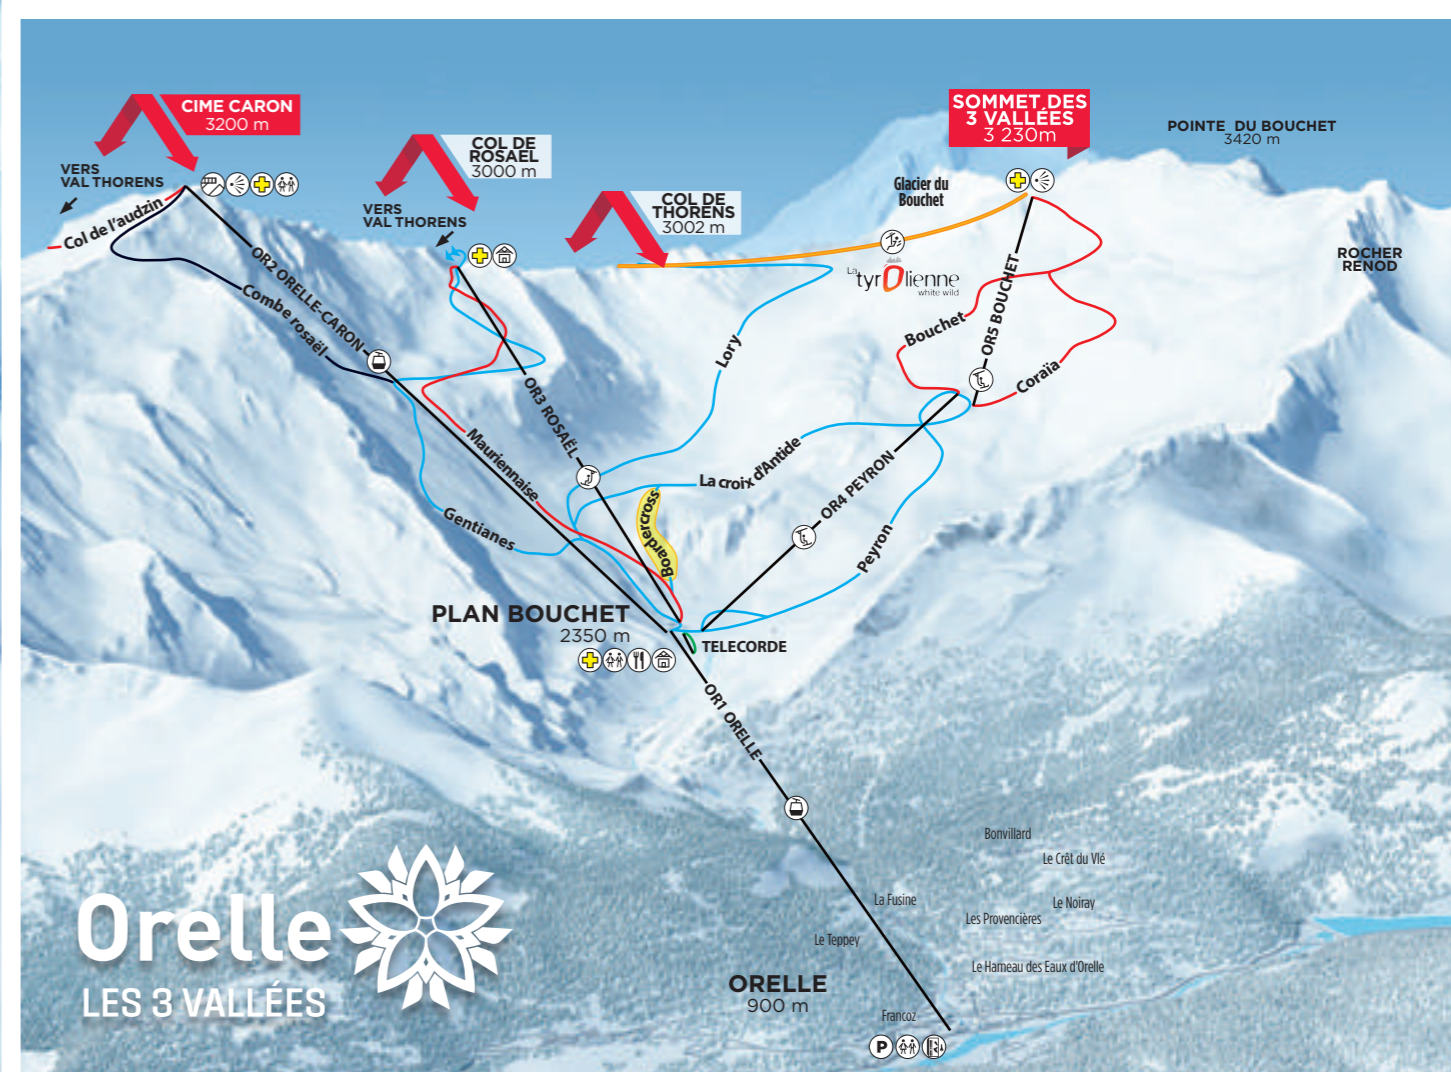 CIME CARON
3200 m
VERS
VAL THORENS
Col de l'audzin
COL DE
ROSAEL
3000 m
VERS
VAL THORENS
COL DE
THORENS
3002 m
SOMMET DES
3 VALLÉES
3 230m
POINTE DU BOUCHET
3420 m
Glacier du
Bouchet
ROCHER
RENOD
La
tyrOlienne
white wild
OR2 ORELLE-CARON
Combe rosaël
OR3 ROSAËL
Lory
Bouchet
OR5 BOUCHET
Coraïa
Mauriennaise
Gentianes
La croix d'Antide
Boardercross
OR4 PEYRON
Peyron
PLAN BOUCHET
2350 m
TELECORDE
OR1 ORELLE
Bonvillard
Le Crêt du Vlé
La Fusine
Le Noiray
Les Provencières
Le Teppey
Le Hameau des Eaux d'Orelle
ORELLE
900 m
Francoz
P
Orelle
LES 3 VALLÉES